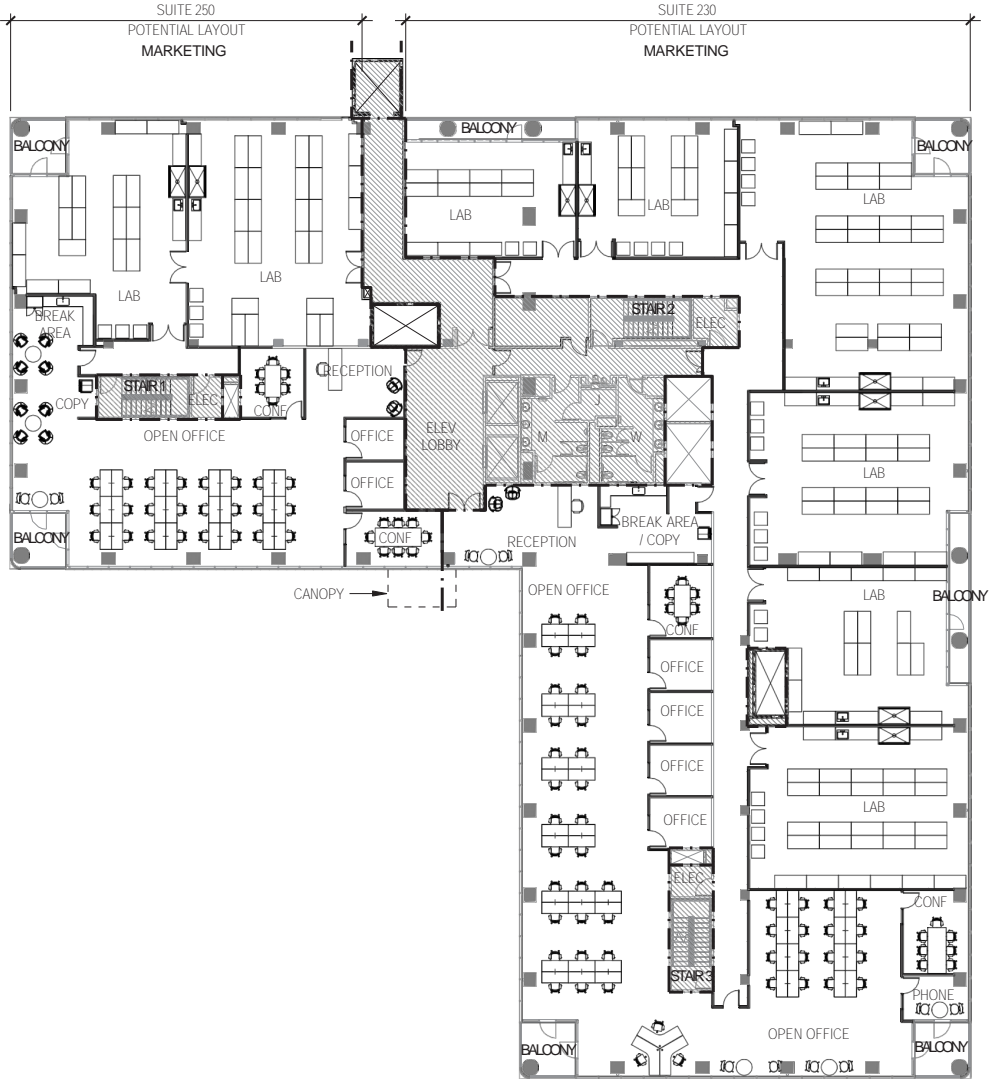 SUITE 250
POTENTIAL LAYOUT
MARKETING
SUITE 230
POTENTIAL LAYOUT
MARKETING
BALCONY
BALCONY
BALCONY
LAB
LAB
LAB
LAB
LAB
BREAK
AREA
STAIR 2
ELEC
COPY
STAIR 1
ELEC
CONF
RECEPTION
OPEN OFFICE
OFFICE
OFFICE
ELEV
LOBBY
M
W
J
LAB
BALCONY
CONF
RECEPTION
BREAK AREA
/ COPY
CANOPY
OPEN OFFICE
CONF
LAB
BALCONY
OFFICE
OFFICE
OFFICE
OFFICE
LAB
ELEC
STAIR 3
CONF
PHONE
OPEN OFFICE
BALCONY
BALCONY